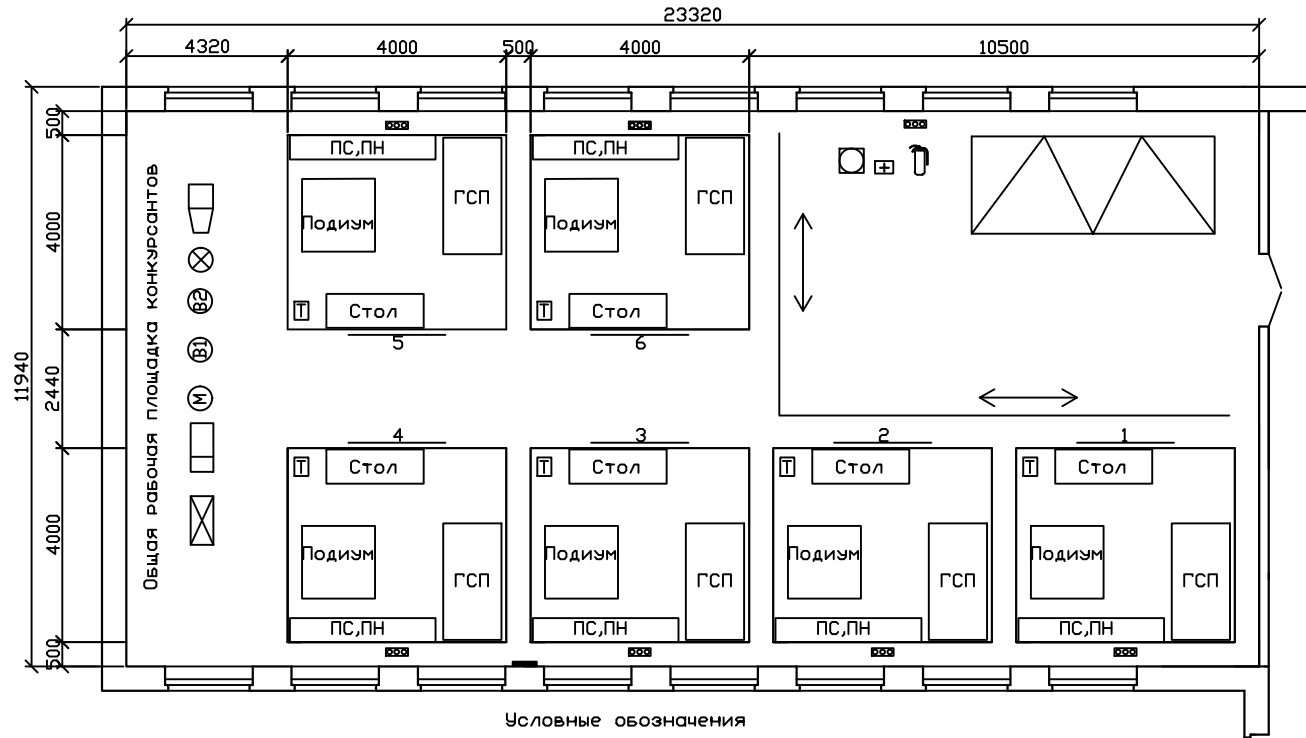 23320
4320 4000 500 4000 10500
11940
500
4000
2440
4000
500
Общая рабочая площадка конкурсантов
В2
В1
М
ПС,ПН
ГСП
Подиум
Т
Стол
5
ПС,ПН
ГСП
Подиум
Т
Стол
6
4
Т
Стол
Подиум
ГСП
ПС,ПН
3
Т
Стол
Подиум
ГСП
ПС,ПН
2
Т
Стол
Подиум
ГСП
ПС,ПН
1
Т
Стол
Подиум
ГСП
ПС,ПН
Условные обозначения